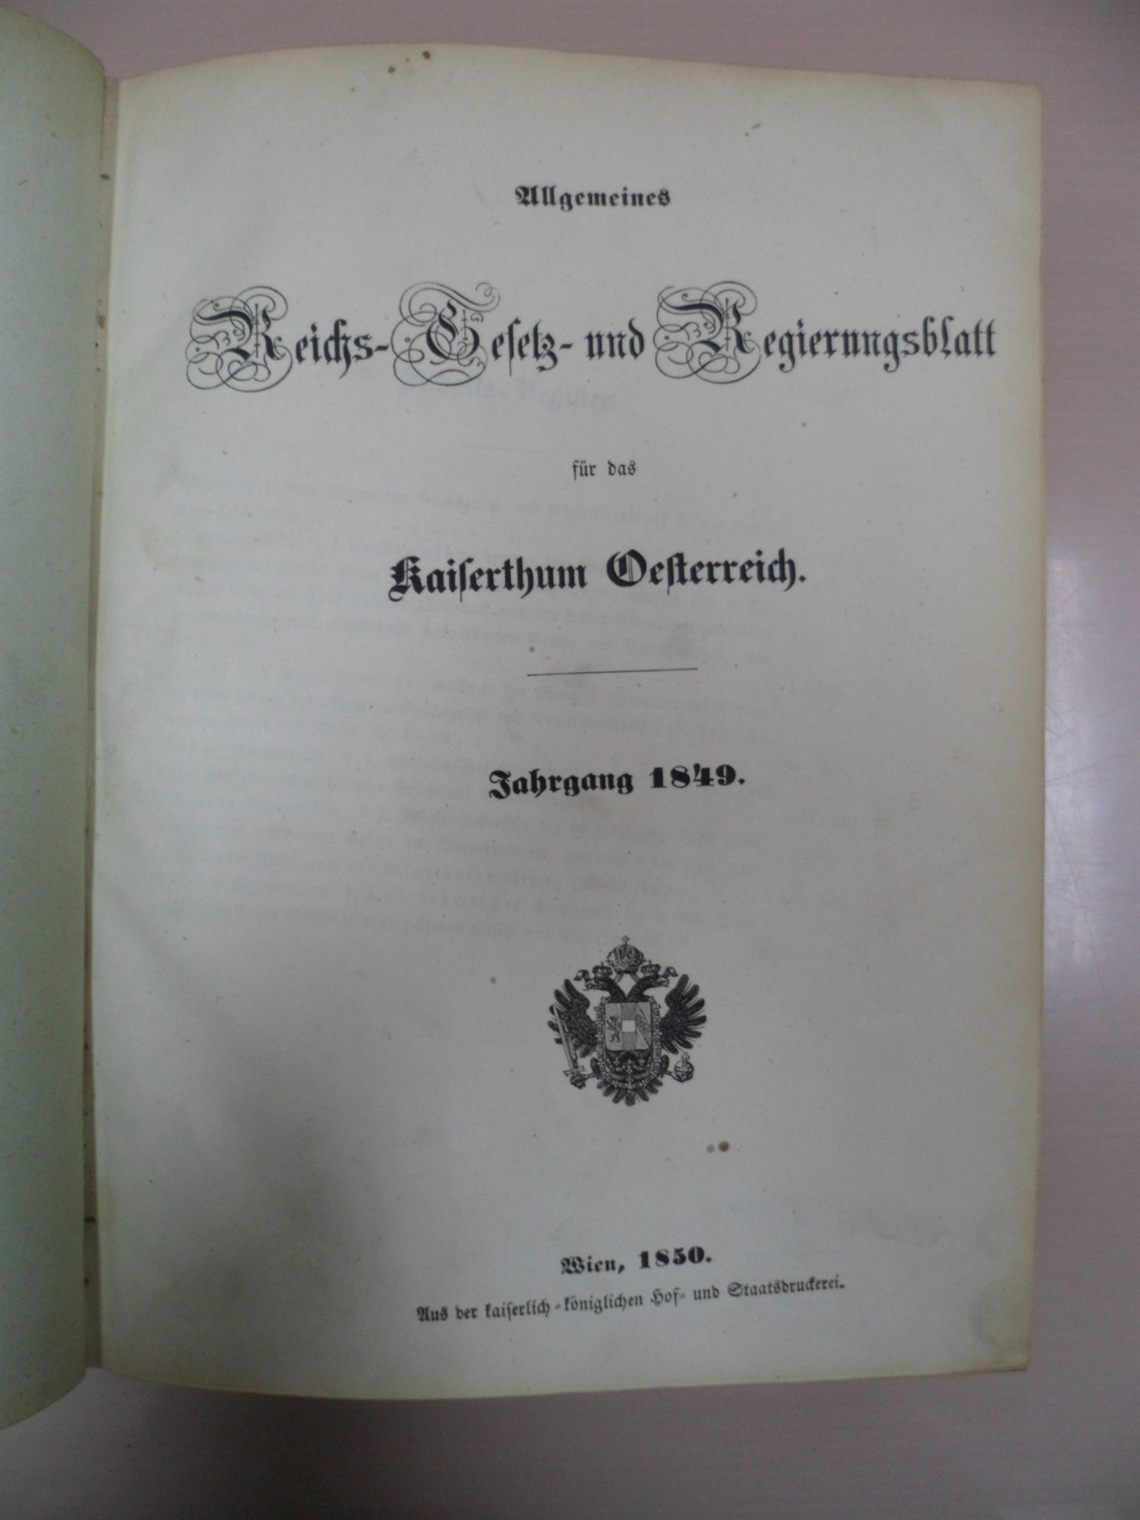 Allgemeines
Reichs-Gesetz- und Regierungsblatt
für das
Kaiserthum Oesterreich.
Jahrgang 1849.
Wien, 1850.
Aus der kaiserlich-königlichen Hof- und Staatsdruckerei.